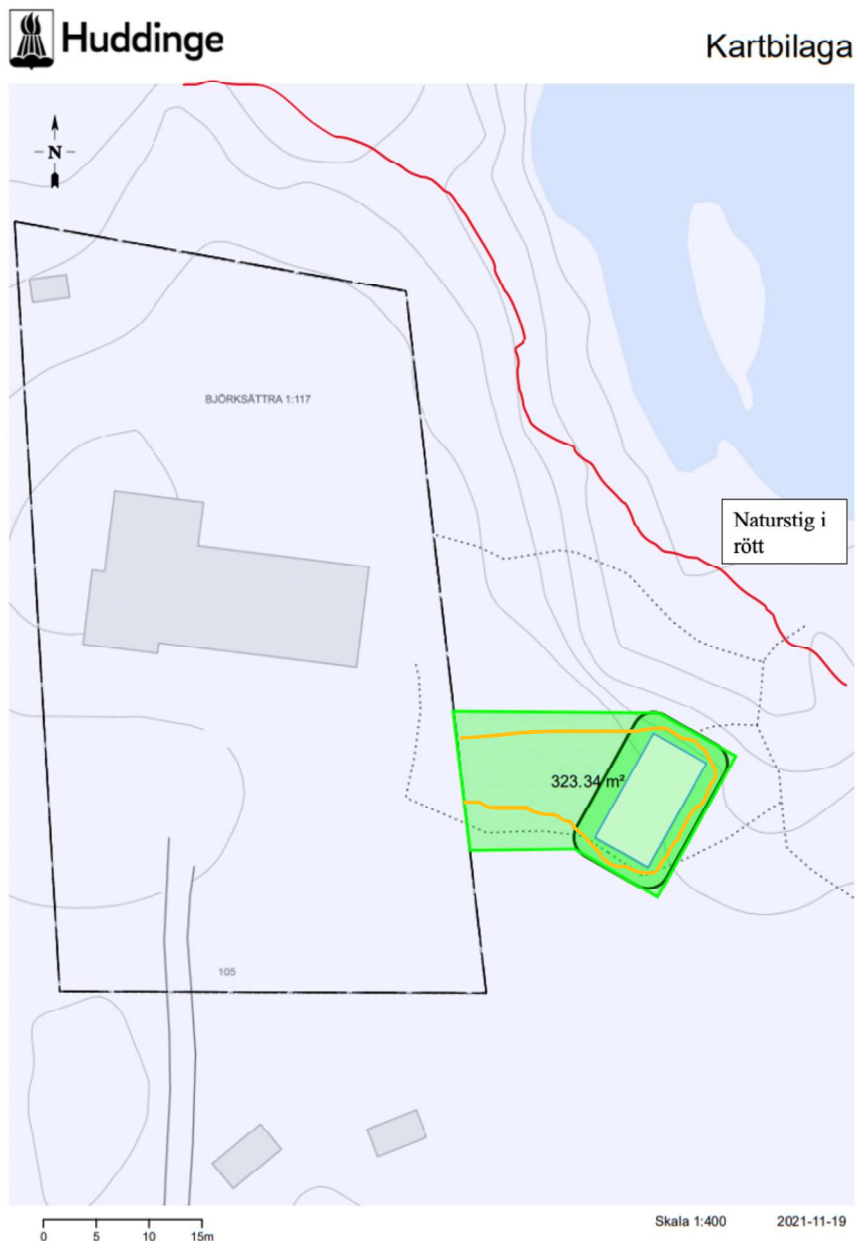 Huddinge
Kartbilaga
N
BJÖRKSÄTTRA 1:117
Naturstig i
rött
323.34 m²
105
Skala 1:400
2021-11-19
0 5 10 15m